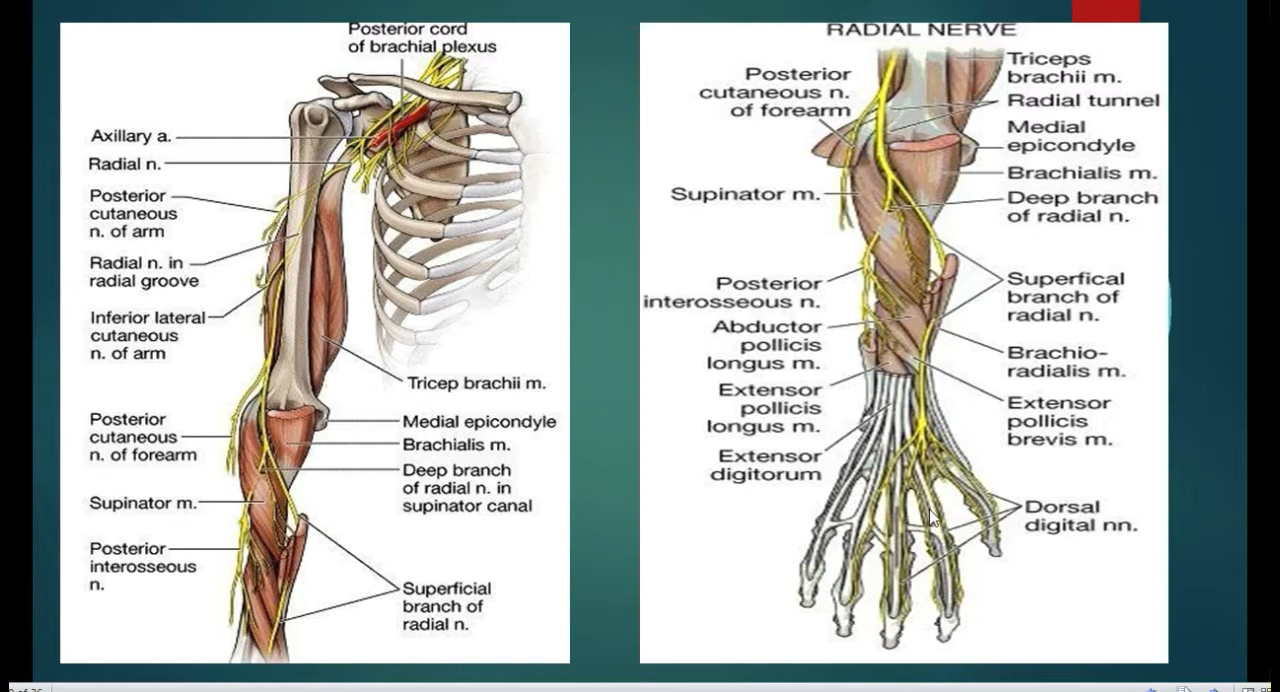 Posterior cord
of brachial plexus
Axillary a.
Radial n.
Posterior
cutaneous
n. of arm
Radial n. in
radial groove
Inferior lateral
cutaneous
n. of arm
Tricep brachii m.
Posterior
cutaneous
n. of forearm
Medial epicondyle
Brachialis m.
Deep branch
of radial n. in
supinator canal
Supinator m.
Posterior
interosseous
n.
Superficial
branch of
radial n.
RADIAL NERVE
Posterior
cutaneous n.
of forearm
Triceps
brachii m.
Radial tunnel
Medial
epicondyle
Brachialis m.
Supinator m.
Deep branch
of radial n.
Posterior
interosseous n.
Superfical
branch of
radial n.
Abductor
pollicis
longus m.
Brachio-
radialis m.
Extensor
pollicis
longus m.
Extensor
pollicis
brevis m.
Extensor
digitorum
Dorsal
digital nn.